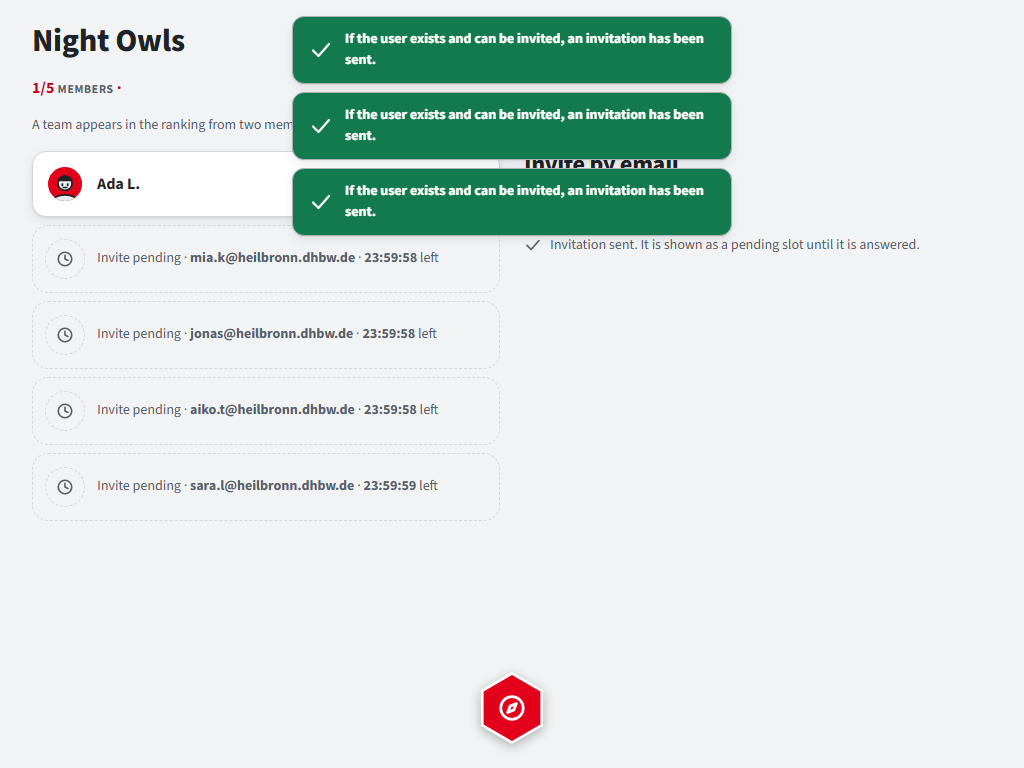 Night Owls
If the user exists and can be invited, an invitation has been
sent.
1/5 MEMBERS •
If the user exists and can be invited, an invitation has been
sent.
A team appears in the ranking from two mem
Invite by email
Ada L.
If the user exists and can be invited, an invitation has been
sent.
Invitation sent. It is shown as a pending slot until it is answered.
Invite pending · mia.k@heilbronn.dhbw.de · 23:59:58 left
Invite pending · jonas@heilbronn.dhbw.de · 23:59:58 left
Invite pending · aiko.t@heilbronn.dhbw.de · 23:59:58 left
Invite pending · sara.l@heilbronn.dhbw.de · 23:59:59 left